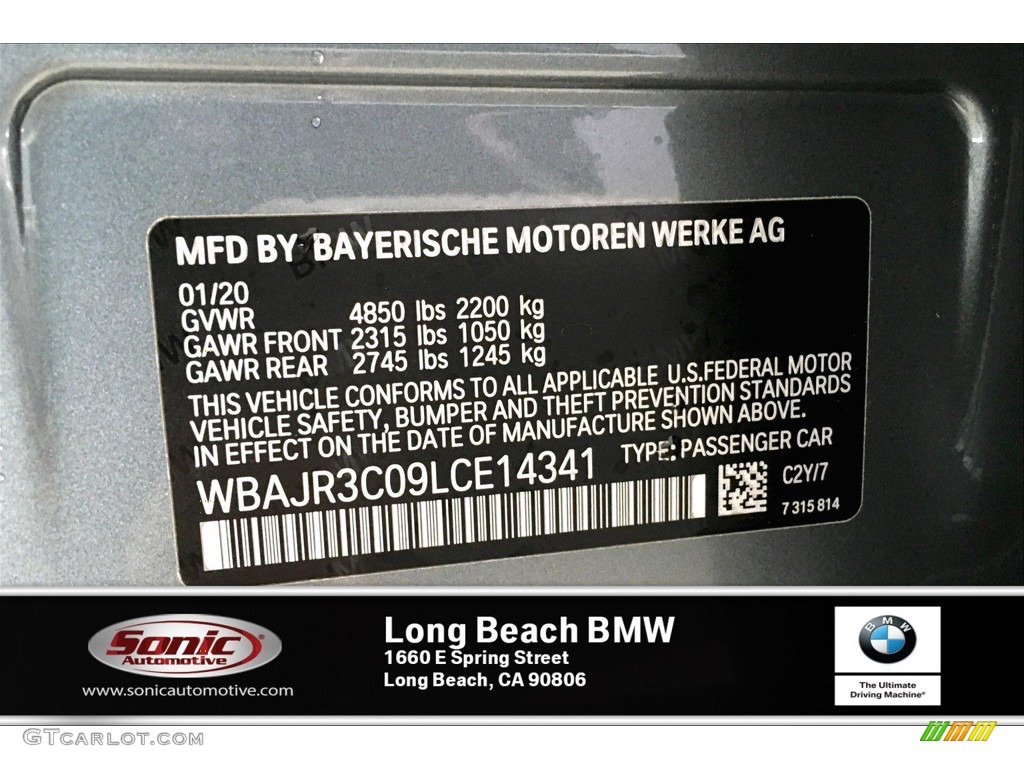 MFD BY BAYERISCHE MOTOREN WERKE AG
01/20
GVWR 4850 lbs 2200 kg
GAWR FRONT 2315 lbs 1050 kg
GAWR REAR 2745 lbs 1245 kg
THIS VEHICLE CONFORMS TO ALL APPLICABLE U.S.FEDERAL MOTOR
VEHICLE SAFETY, BUMPER AND THEFT PREVENTION STANDARDS
IN EFFECT ON THE DATE OF MANUFACTURE SHOWN ABOVE.
WBAJR3C09LCE14341 TYPE: PASSENGER CAR
C2Y/7
7 315 814
Sonic
Automotive
www.sonicautomotive.com
Long Beach BMW
1660 E Spring Street
Long Beach, CA 90806
BMW
The Ultimate
Driving Machine®
GTcarlot.com